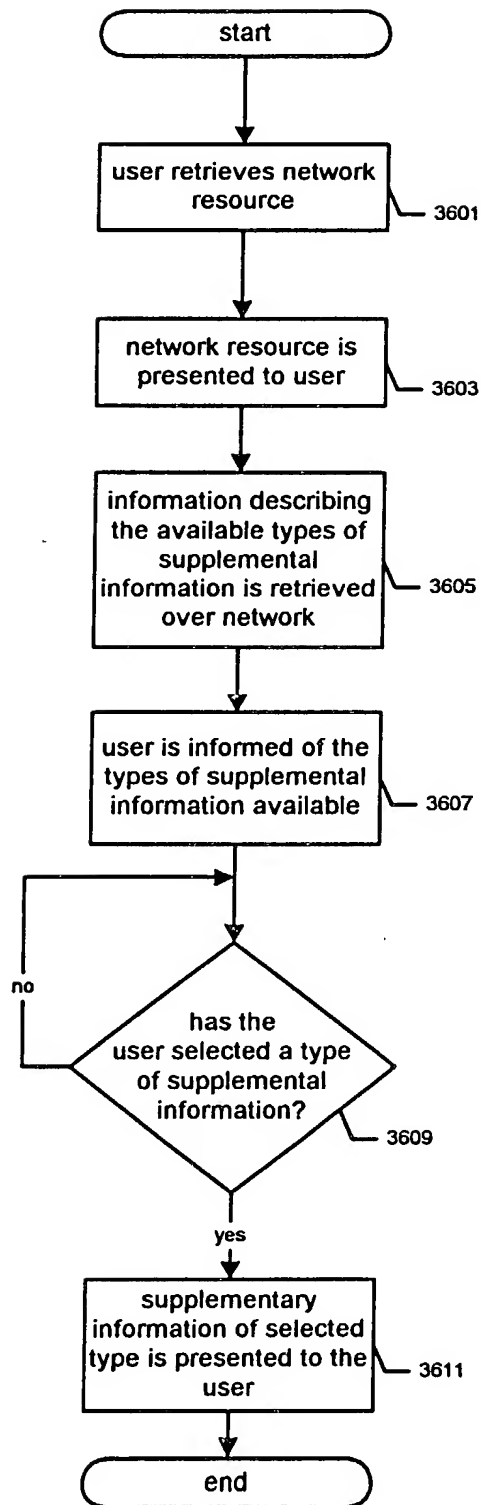 start
user retrieves network
resource
3601
network resource is
presented to user
3603
information describing
the available types of
supplemental
information is retrieved
over network
3605
user is informed of the
types of supplemental
information available
3607
no
has the
user selected a type
of supplemental
information?
3609
yes
supplementary
information of selected
type is presented to the
user
3611
end